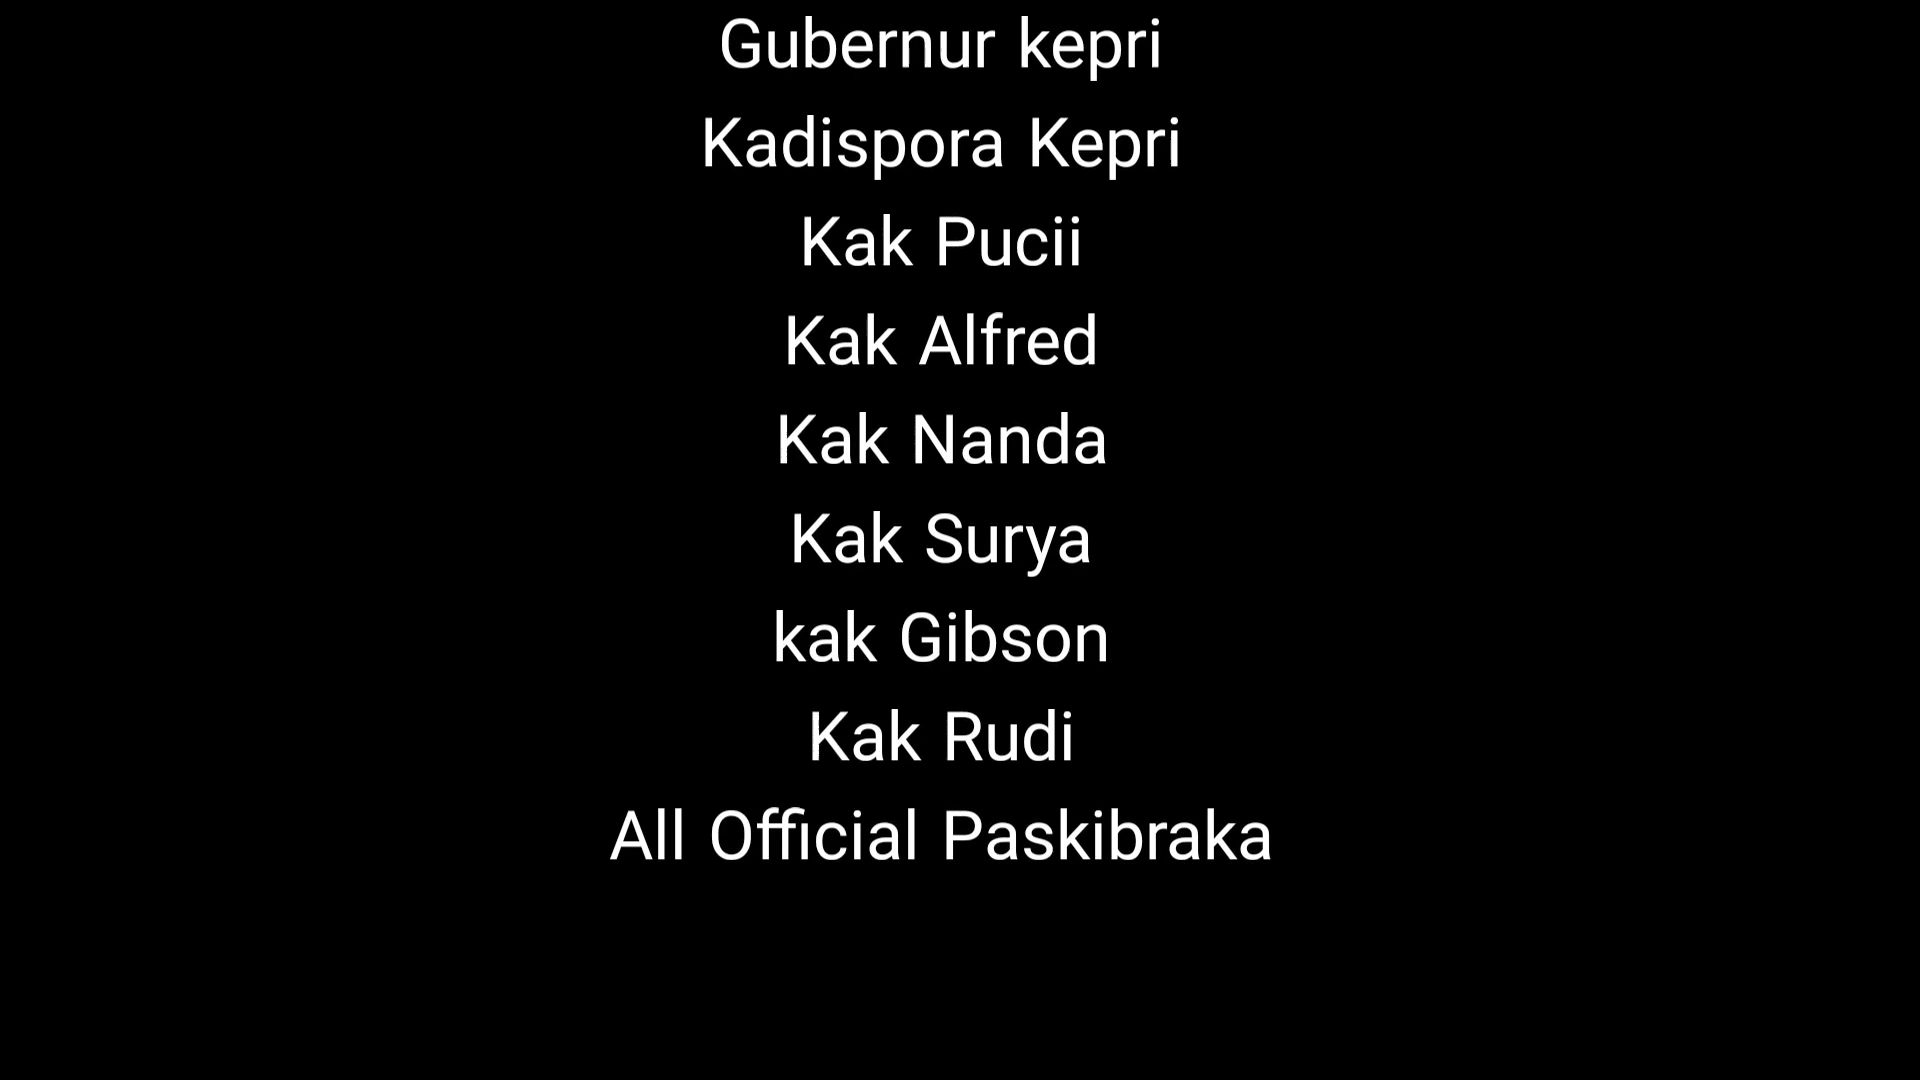 Gubernur kepri
Kadispora Kepri
Kak Pucii
Kak Alfred
Kak Nanda
Kak Surya
kak Gibson
Kak Rudi
All Official Paskibraka